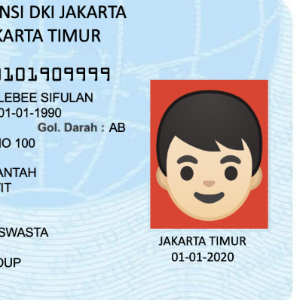 NSI DKI JAKARTA
KARTA TIMUR
0101909999
LEBEE SIFULAN
01-01-1990
Gol. Darah : AB
NO 100
ANTAH
IT
SWASTA
DUP
JAKARTA TIMUR
01-01-2020